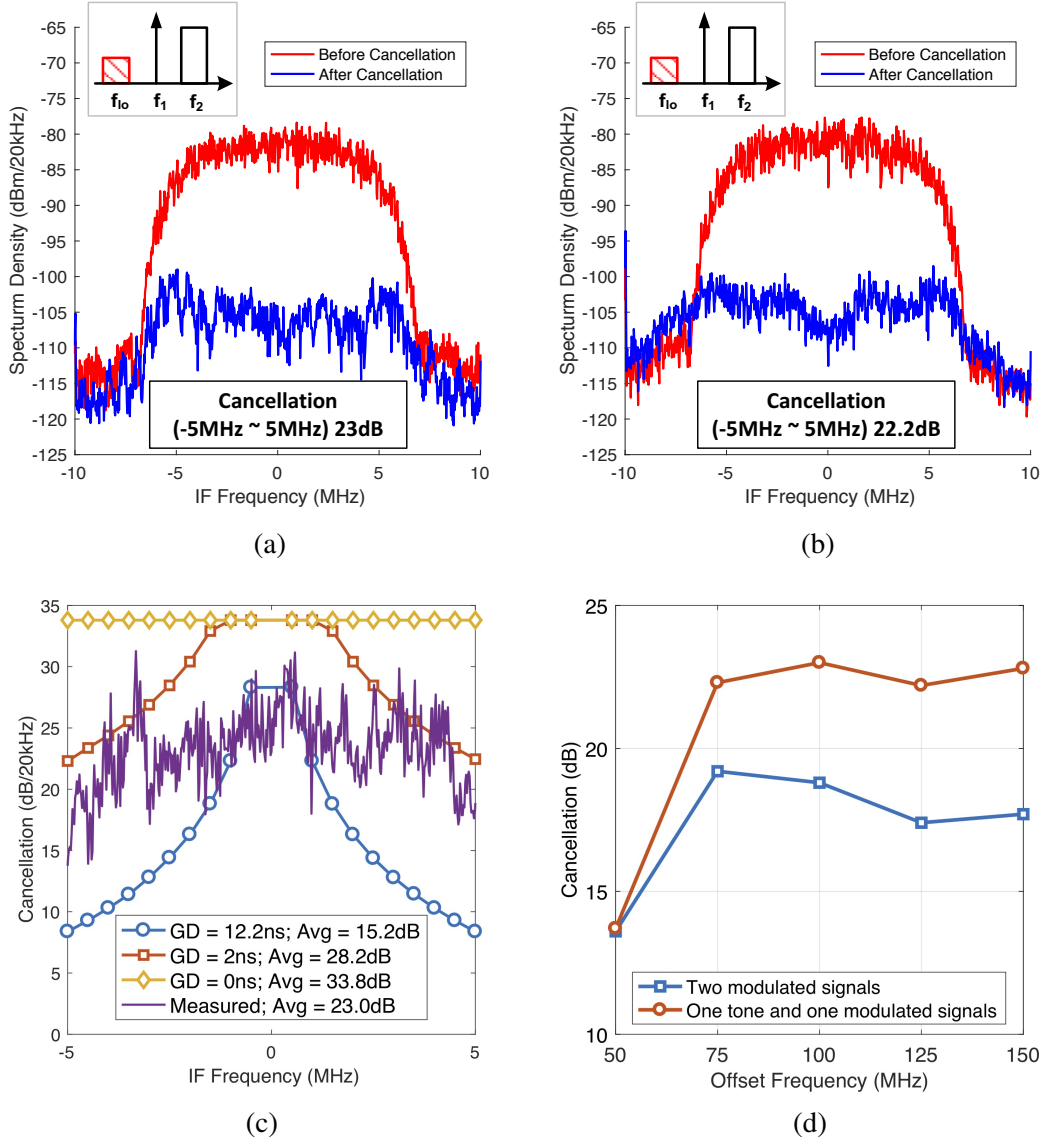 -65
-70
-75
-80
-85
-90
-95
-100
-105
-110
-115
-120
-125
Specturm Density (dBm/20kHz)
flo f1 f2
Before Cancellation
After Cancellation
Cancellation
(-5MHz ~ 5MHz) 23dB
-10 -5 0 5 10
IF Frequency (MHz)
(a)
-65
-70
-75
-80
-85
-90
-95
-100
-105
-110
-115
-120
-125
Specturm Density (dBm/20kHz)
flo f1 f2
Before Cancellation
After Cancellation
Cancellation
(-5MHz ~ 5MHz) 22.2dB
-10 -5 0 5 10
IF Frequency (MHz)
(b)
35
30
25
20
15
10
5
0
Cancellation (dB/20kHz)
GD = 12.2ns; Avg = 15.2dB
GD = 2ns; Avg = 28.2dB
GD = 0ns; Avg = 33.8dB
Measured; Avg = 23.0dB
-5 0 5
IF Frequency (MHz)
(c)
25
20
15
10
Cancellation (dB)
Two modulated signals
One tone and one modulated signals
50 75 100 125 150
Offset Frequency (MHz)
(d)